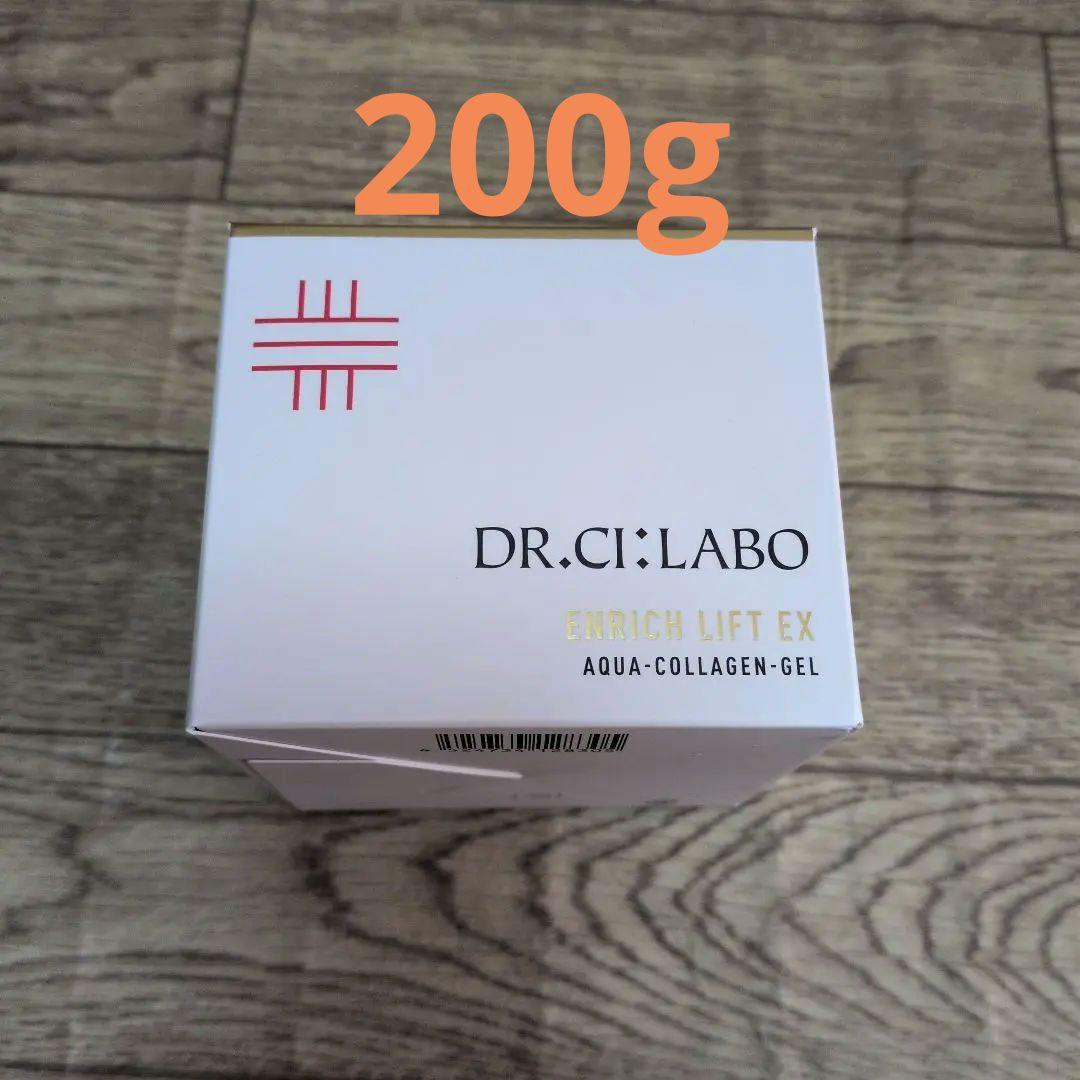 200g
DR.CI:LABO
ENRICH LIFT EX
AQUA-COLLAGEN-GEL